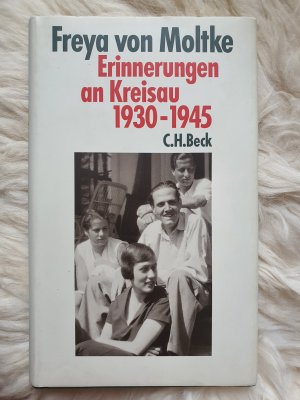 Freya von Moltke
Erinnerungen
an Kreisau
1930-1945
C.H.Beck